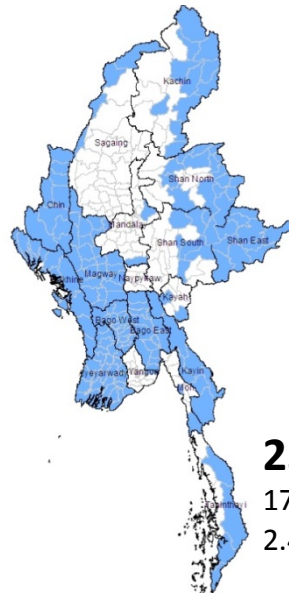 Kachin
Sagaing
Shan North
Chin
Mandalay
Shan South
Shan East
Magway
Naypyitaw
Kayah
Bago West
Bago East
Yangon
Kayin
Mon
2
17
2.4